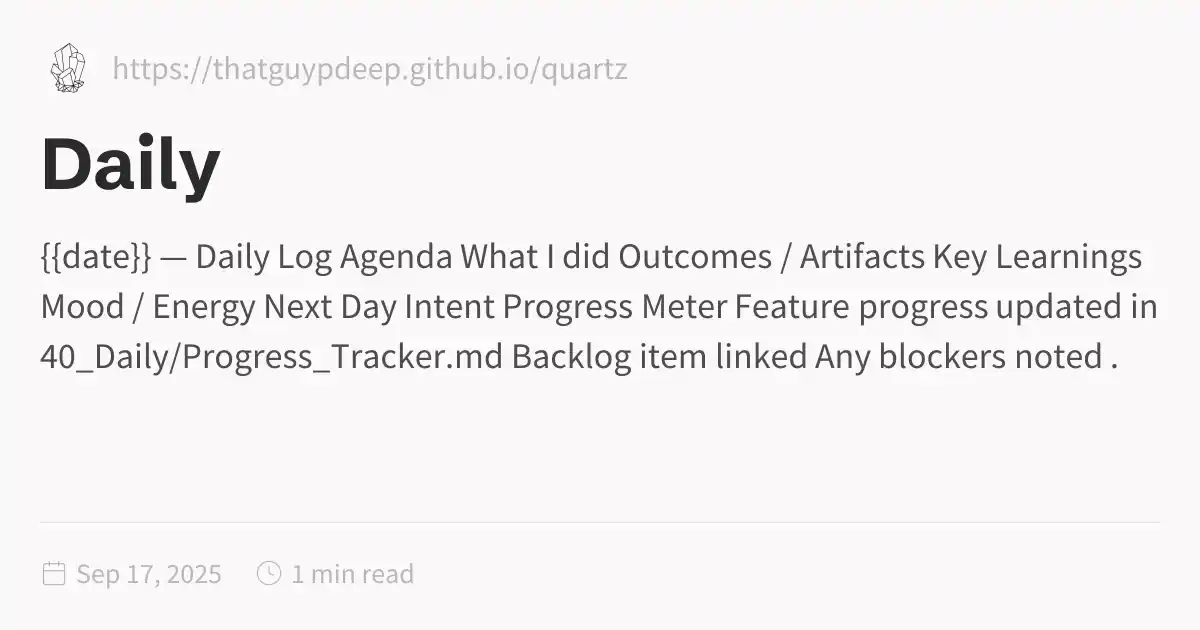 https://thatguypdeep.github.io/quartz
Daily
{{date}} — Daily Log Agenda What I did Outcomes / Artifacts Key Learnings
Mood / Energy Next Day Intent Progress Meter Feature progress updated in
40_Daily/Progress_Tracker.md Backlog item linked Any blockers noted .
Sep 17, 2025 1 min read